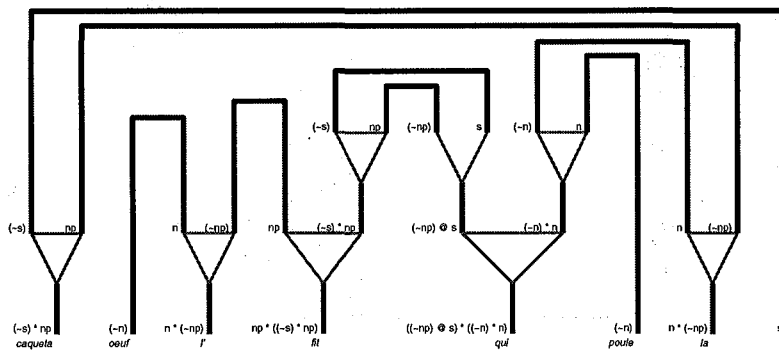 (~s) np (~np) s (~n) n
(~s) np n (~np) np (~s) * np (~np) @ s (~n) * n n (~np)
(~s) * np (~n) n * (~np) np * ((~s) * np) ((~np) @ s) * ((~n) * n) (~n) n * (~np) s
caqueta oeuf l' fit qui poule la